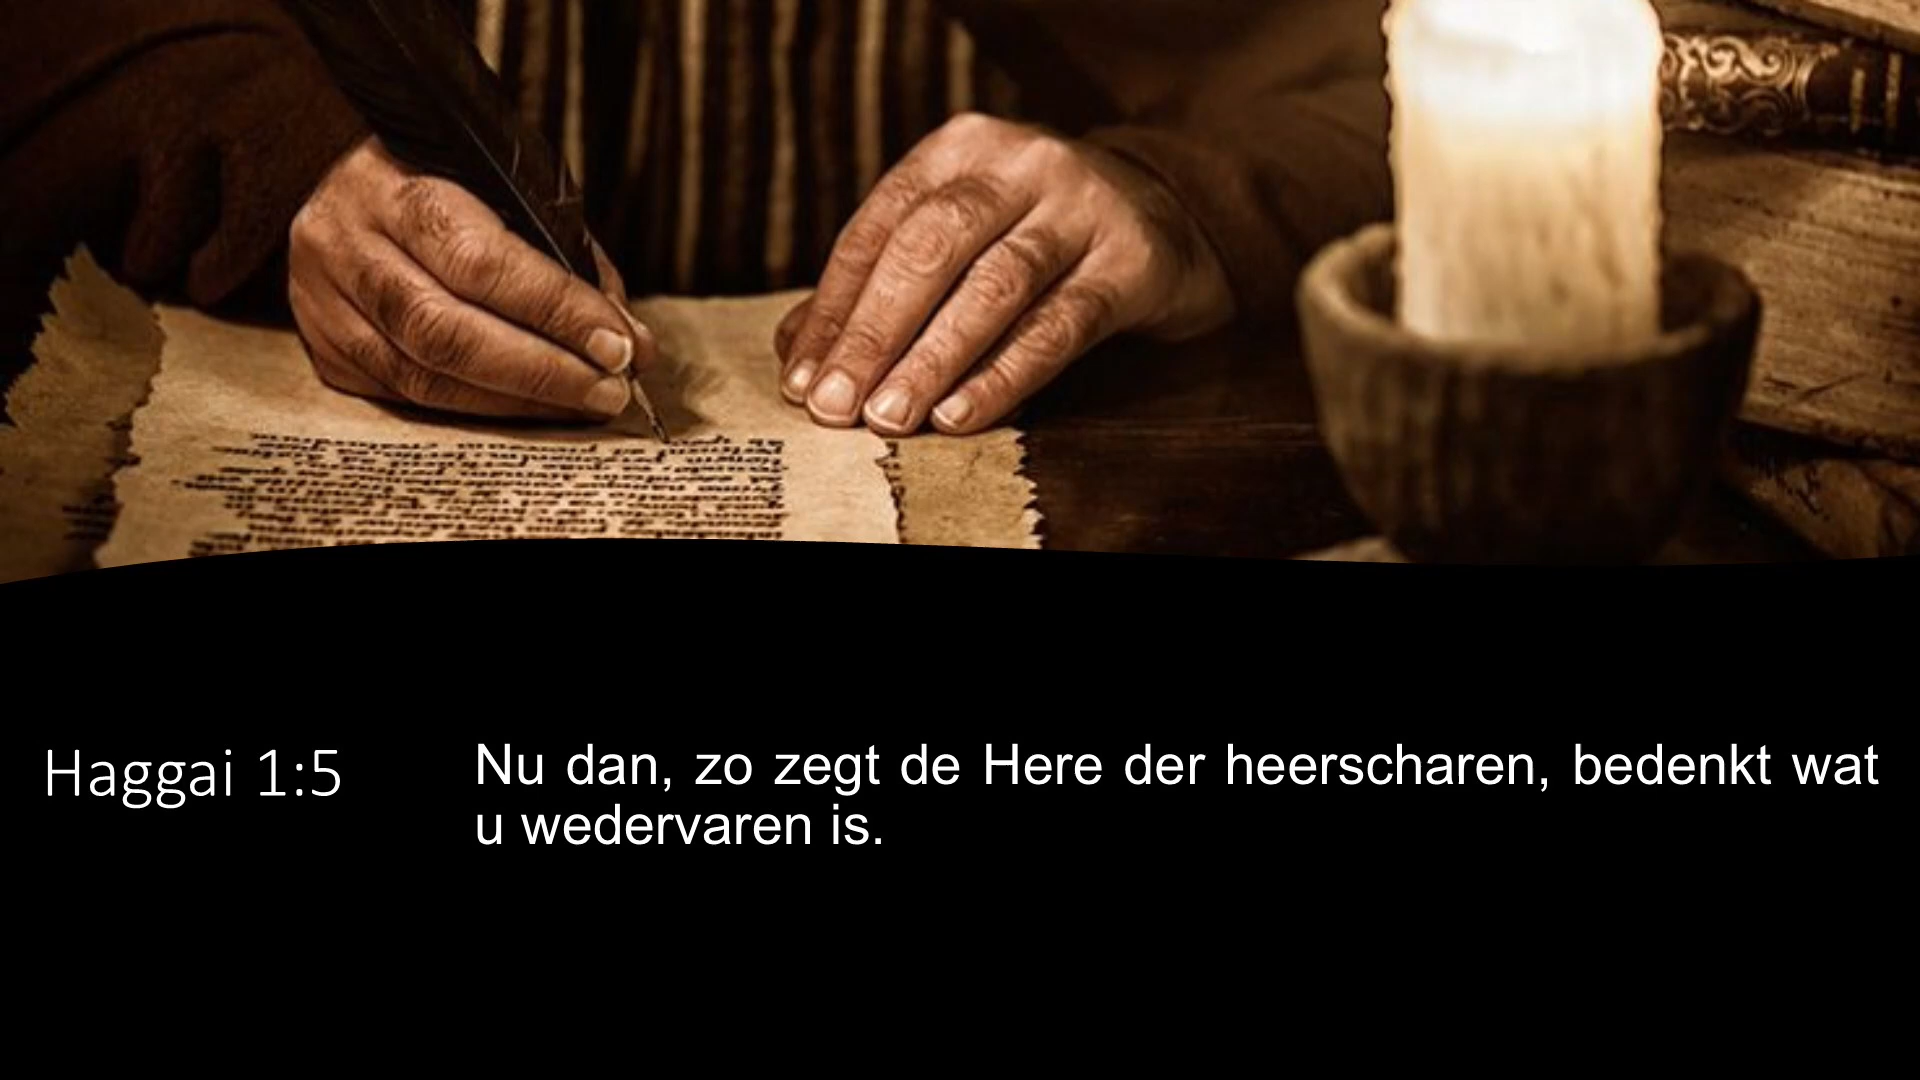 Haggai 1:5
Nu dan, zo zegt de Here der heerscharen, bedenkt wat
u wedervaren is.